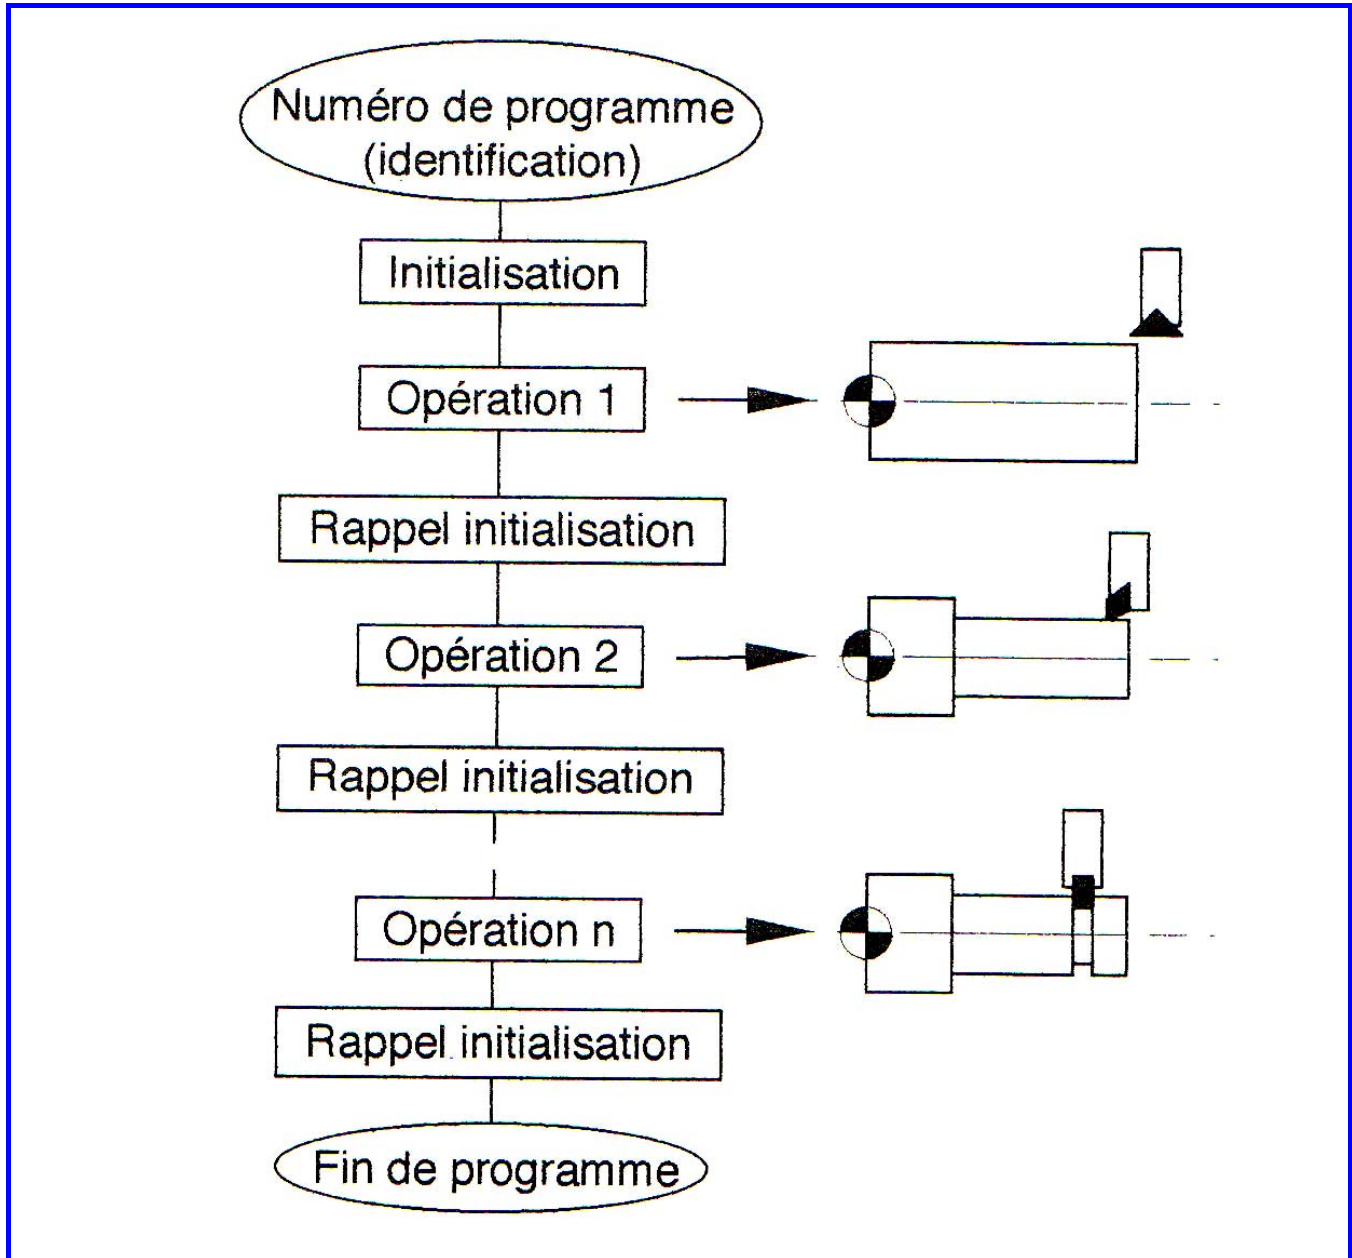 Numéro de programme
(identification)
Initialisation
Opération 1
Rappel initialisation
Opération 2
Rappel initialisation
Opération n
Rappel initialisation
Fin de programme